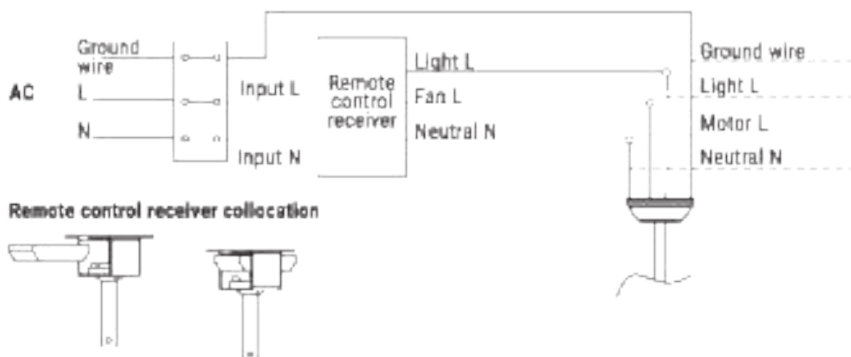 Ground wire
AC
L
N
Input L
Input N
Remote control receiver
Light L
Fan L
Neutral N
Ground wire
Light L
Motor L
Neutral N
Remote control receiver collocation